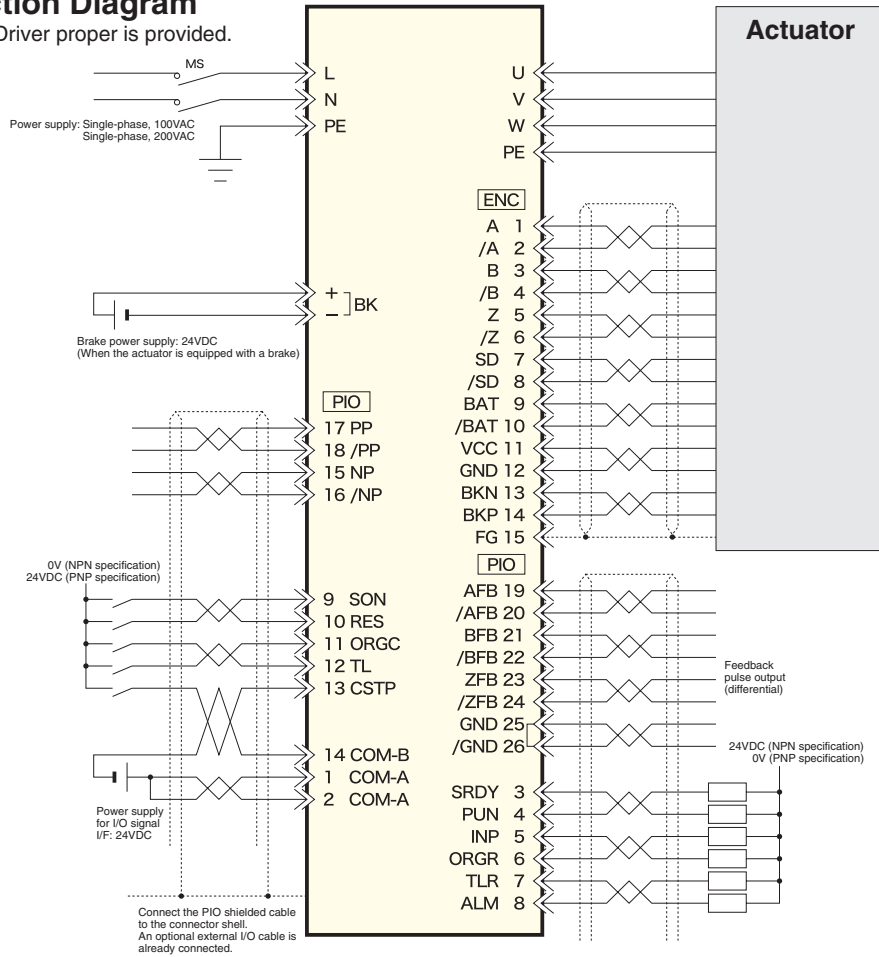 ction Diagram
Driver proper is provided.
Actuator
MS
L
N
PE
Power supply: Single-phase, 100VAC
Single-phase, 200VAC
U
V
W
PE
ENC
A 1
/A 2
B 3
/B 4
Z 5
/Z 6
SD 7
/SD 8
BAT 9
/BAT 10
VCC 11
GND 12
BKN 13
BKP 14
FG 15
+
−
BK
Brake power supply: 24VDC
(When the actuator is equipped with a brake)
PIO
17 PP
18 /PP
15 NP
16 /NP
0V (NPN specification)
24VDC (PNP specification)
9 SON
10 RES
11 ORGC
12 TL
13 CSTP
14 COM-B
1 COM-A
2 COM-A
Power supply
for I/O signal
I/F: 24VDC
Connect the PIO shielded cable
to the connector shell.
An optional external I/O cable is
already connected.
PIO
AFB 19
/AFB 20
BFB 21
/BFB 22
ZFB 23
/ZFB 24
GND 25
/GND 26
Feedback
pulse output
(differential)
24VDC (NPN specification)
0V (PNP specification)
SRDY 3
PUN 4
INP 5
ORGR 6
TLR 7
ALM 8